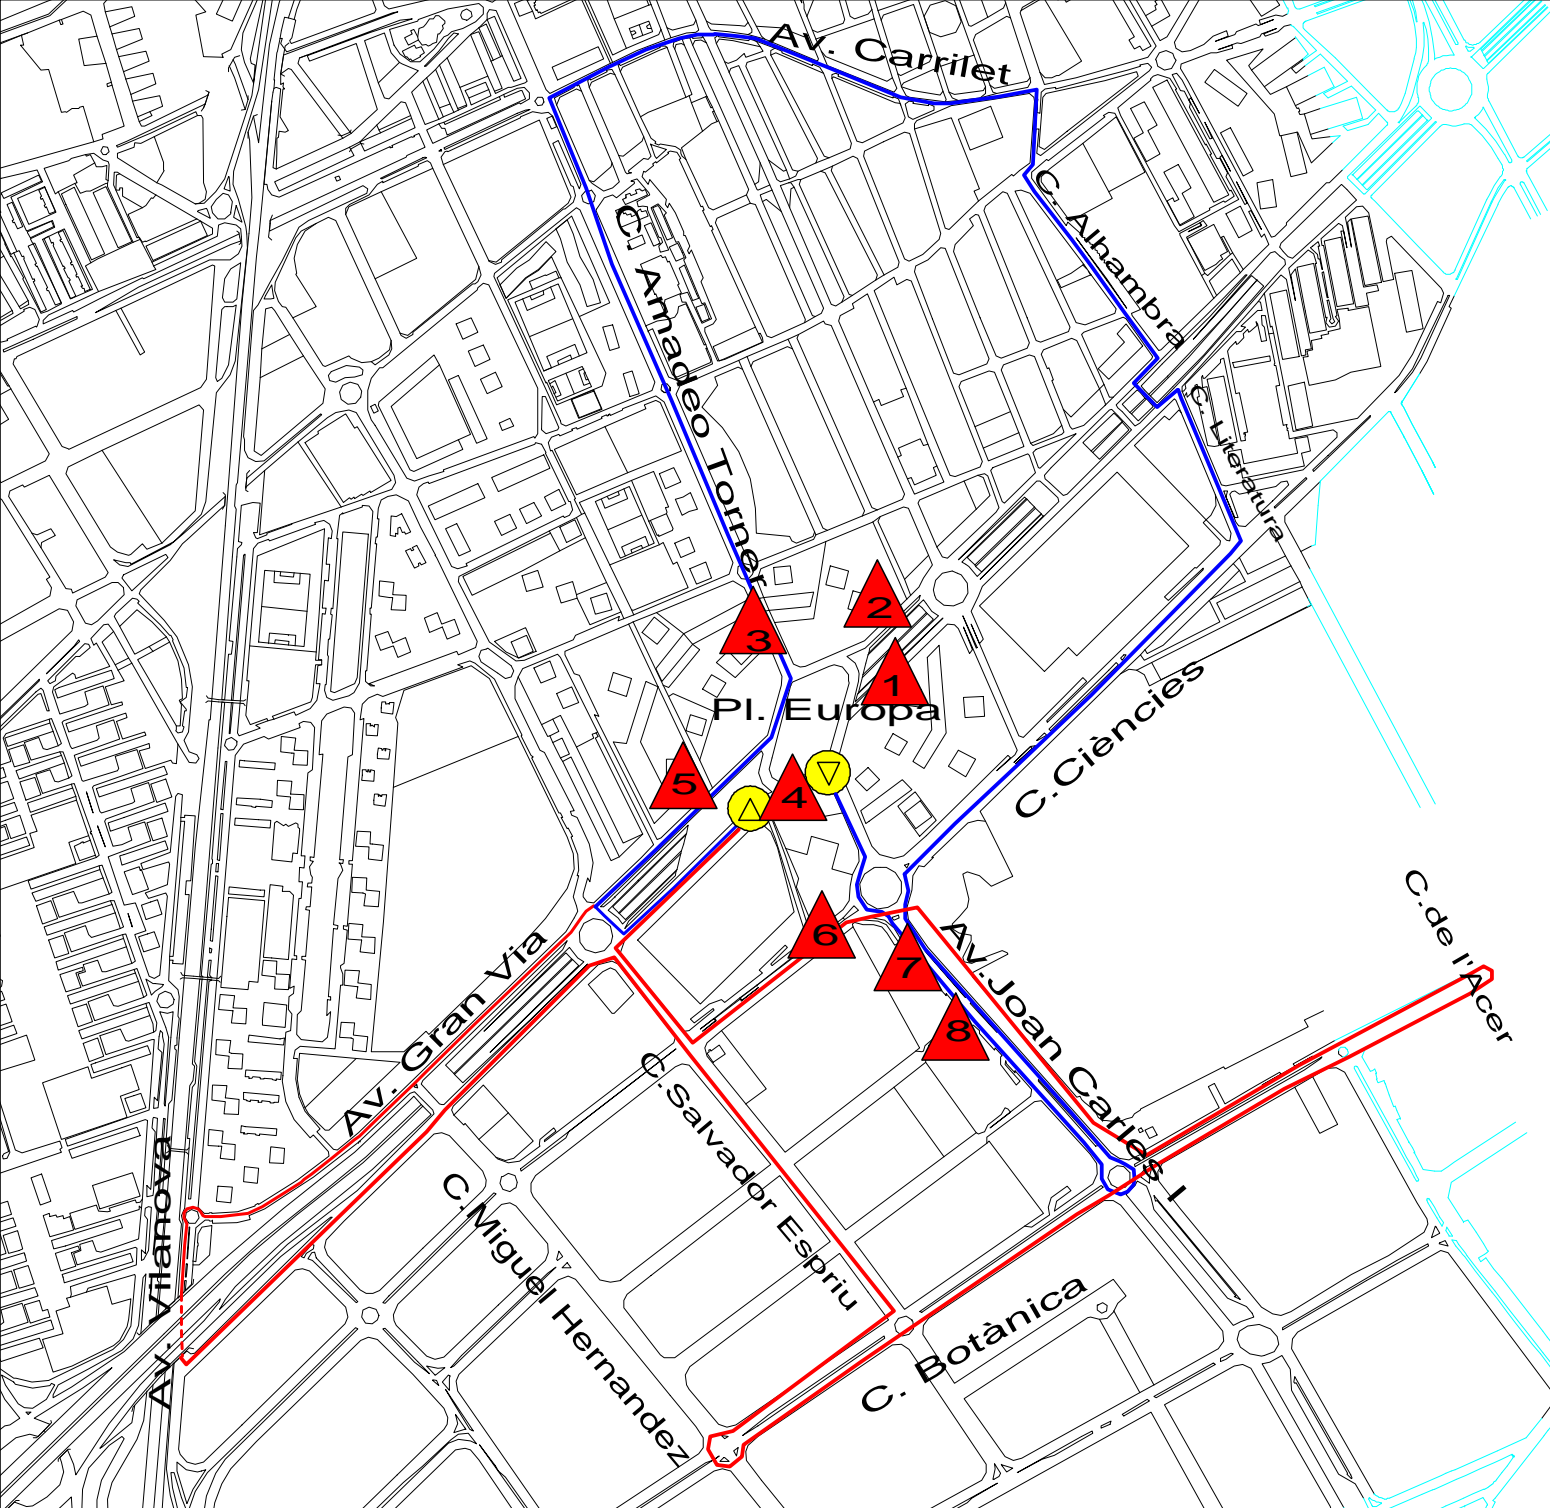 Av. Carrilet
C. Alhambra
C. Amadeo Torner
C. Literatura
2
3
1
Pl. Europa
C.Ciències
5
4
6
7
8
Av.Joan Carles I
C.de l'Acer
Av. Gran Via
C.Salvador Espriu
Av. Vilanova
C.Miguel Hernandez
C. Botànica